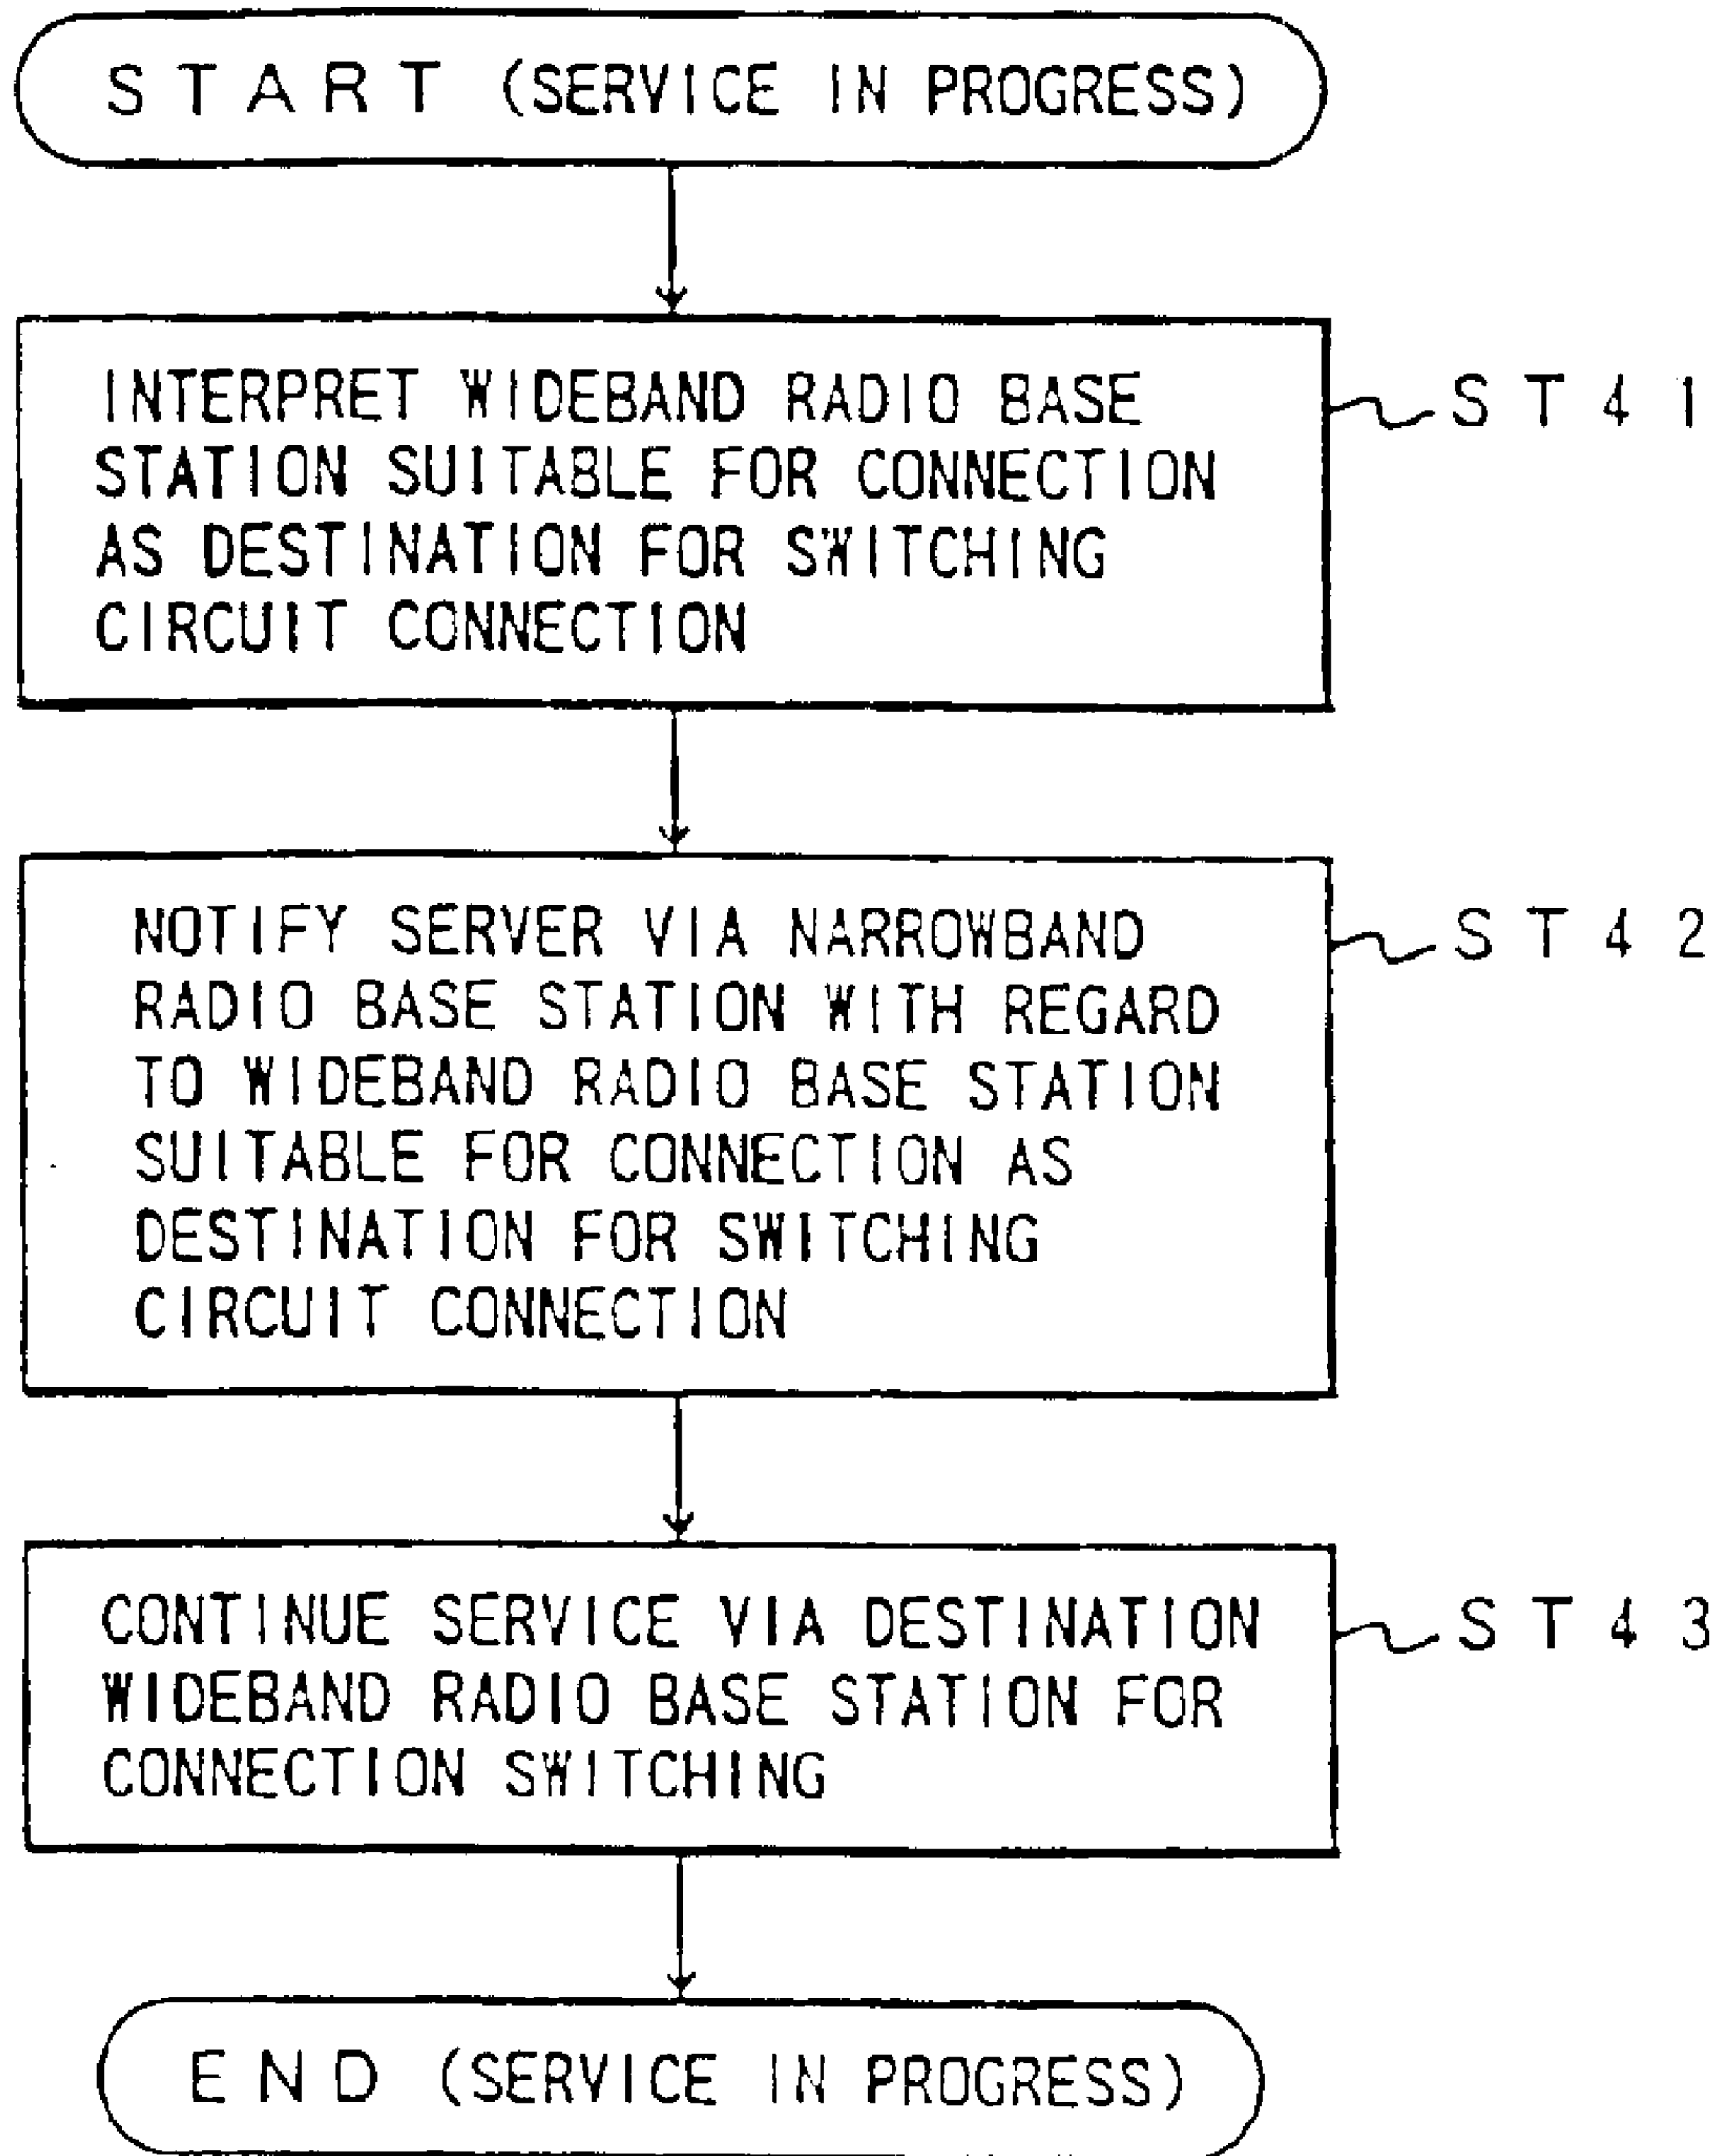 START (SERVICE IN PROGRESS)
INTERPRET WIDEBAND RADIO BASE
STATION SUITABLE FOR CONNECTION
AS DESTINATION FOR SWITCHING
CIRCUIT CONNECTION
ST41
NOTIFY SERVER VIA NARROWBAND
RADIO BASE STATION WITH REGARD
TO WIDEBAND RADIO BASE STATION
SUITABLE FOR CONNECTION AS
DESTINATION FOR SWITCHING
CIRCUIT CONNECTION
ST42
CONTINUE SERVICE VIA DESTINATION
WIDEBAND RADIO BASE STATION FOR
CONNECTION SWITCHING
ST43
END (SERVICE IN PROGRESS)